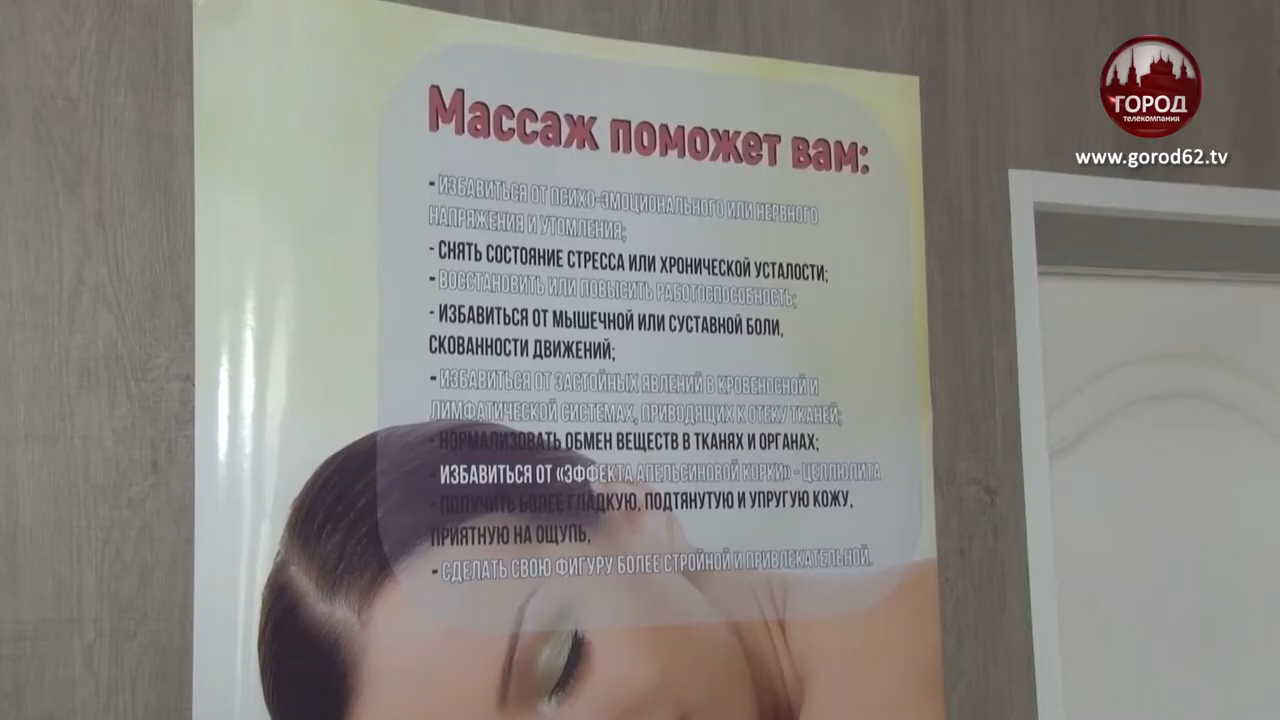 ГОРОД
телекомпания
www.gorod62.tv
Массаж поможет вам:
- ИЗБАВИТЬСЯ ОТ ПСИХО-ЭМОЦИОНАЛЬНОГО ИЛИ НЕРВНОГО
НАПРЯЖЕНИЯ И УТОМЛЕНИЯ;
- СНЯТЬ СОСТОЯНИЕ СТРЕССА ИЛИ ХРОНИЧЕСКОЙ УСТАЛОСТИ;
- ВОССТАНОВИТЬ ИЛИ ПОВЫСИТЬ РАБОТОСПОСОБНОСТЬ;
- ИЗБАВИТЬСЯ ОТ МЫШЕЧНОЙ ИЛИ СУСТАВНОЙ БОЛИ,
СКОВАННОСТИ ДВИЖЕНИЙ;
- ИЗБАВИТЬСЯ ОТ ЗАСТОЙНЫХ ЯВЛЕНИЙ В КРОВЕНОСНОЙ И
ЛИМФАТИЧЕСКОЙ СИСТЕМАХ, ПРИВОДЯЩИХ К ОТЕКУ ТКАНЕЙ;
- НОРМАЛИЗОВАТЬ ОБМЕН ВЕЩЕСТВ В ТКАНЯХ И ОРГАНАХ;
- ИЗБАВИТЬСЯ ОТ «ЭФФЕКТА АПЕЛЬСИНОВОЙ КОРКИ» - ЦЕЛЛЮЛИТА
- ПОЛУЧИТЬ БОЛЕЕ ГЛАДКУЮ, ПОДТЯНУТУЮ И УПРУГУЮ КОЖУ,
ПРИЯТНУЮ НА ОЩУПЬ,
- СДЕЛАТЬ СВОЮ ФИГУРУ БОЛЕЕ СТРОЙНОЙ И ПРИВЛЕКАТЕЛЬНОЙ.